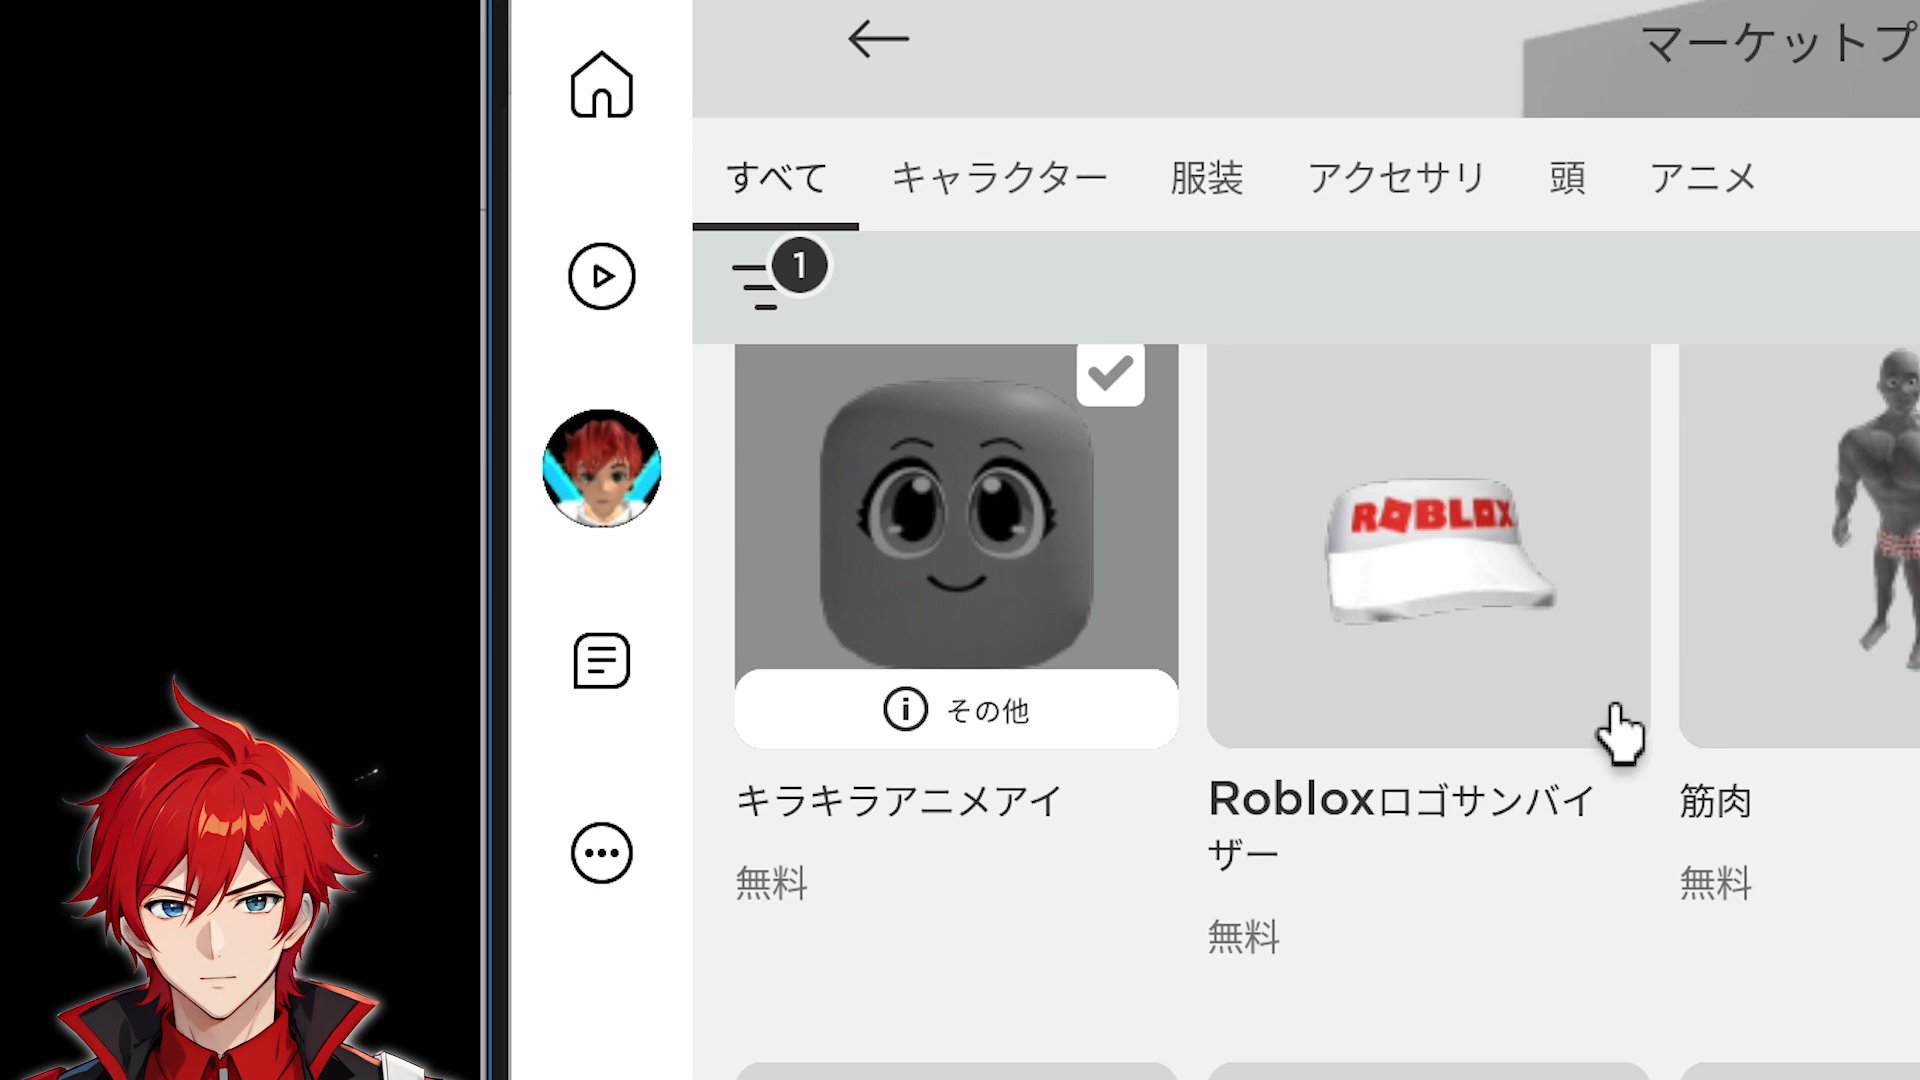 マーケットプ
すべて キャラクター 服装 アクセサリ 頭 アニメ
1
ROBLOX
その他
キラキラアニメアイ
無料
Robloxロゴサンバイ
ザー
無料
筋肉
無料